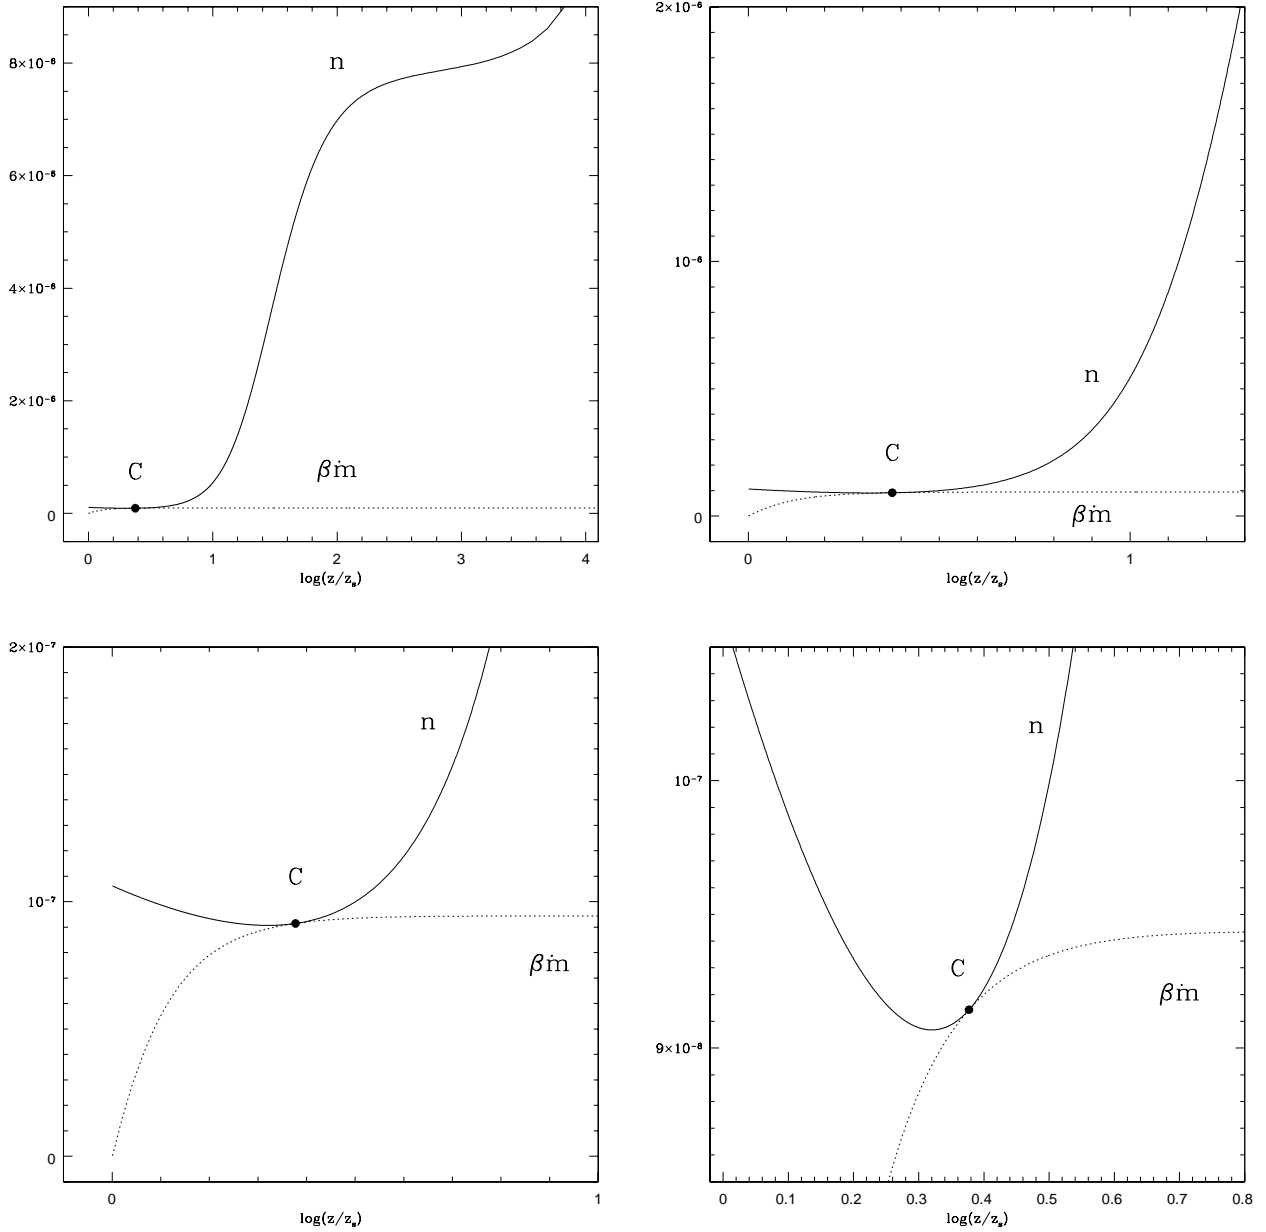 n
8×10⁻⁶
6×10⁻⁶
4×10⁻⁶
2×10⁻⁶
0
C
βṁ
0 1 2 3 4
log(z/zₛ)
2×10⁻⁶
10⁻⁶
0
n
C
βṁ
0 1
log(z/zₛ)
2×10⁻⁷
10⁻⁷
0
n
C
βṁ
0 1
log(z/zₛ)
n
10⁻⁷
9×10⁻⁸
C
βṁ
0 0.1 0.2 0.3 0.4 0.5 0.6 0.7 0.8
log(z/zₛ)